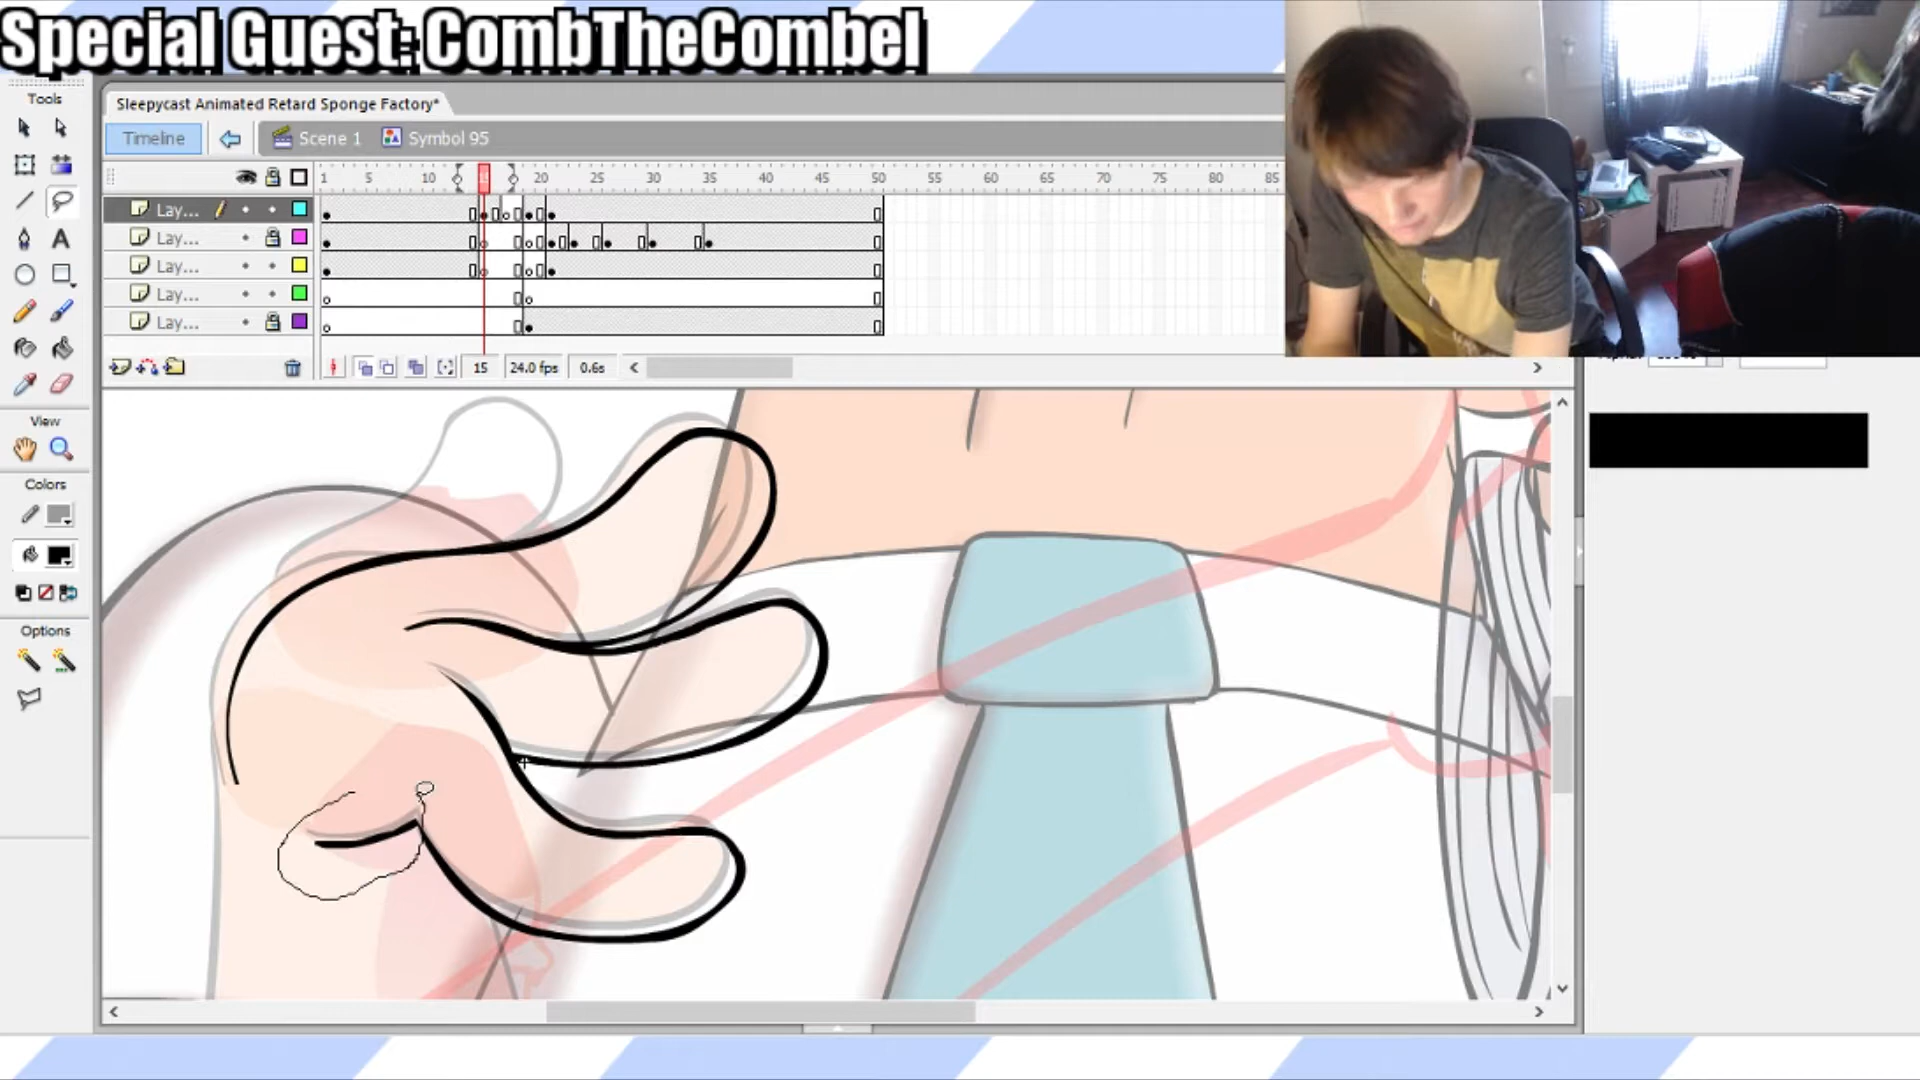 Special Guest: CombTheCombel
Tools
Sleepycast Animated Retard Sponge Factory*
Timeline
Scene 1
Symbol 95
1 5 10 15 20 25 30 35 40 45 50 55 60 65 70 75 80 85
Lay...
Lay...
Lay...
Lay...
Lay...
15 24.0 fps 0.6s
View
Colors
Options